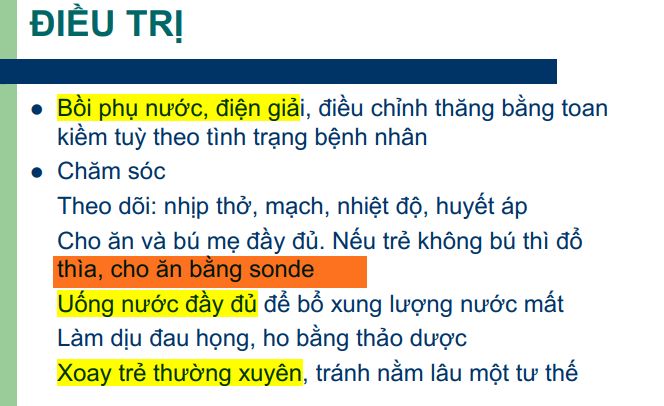 ĐIỀU TRỊ
● Bồi phụ nước, điện giải, điều chỉnh thăng bằng toan
kiềm tuỳ theo tình trạng bệnh nhân
● Chăm sóc
Theo dõi: nhịp thở, mạch, nhiệt độ, huyết áp
Cho ăn và bú mẹ đầy đủ. Nếu trẻ không bú thì đổ
thìa, cho ăn bằng sonde
Uống nước đầy đủ để bổ xung lượng nước mất
Làm dịu đau họng, ho bằng thảo dược
Xoay trẻ thường xuyên, tránh nằm lâu một tư thế